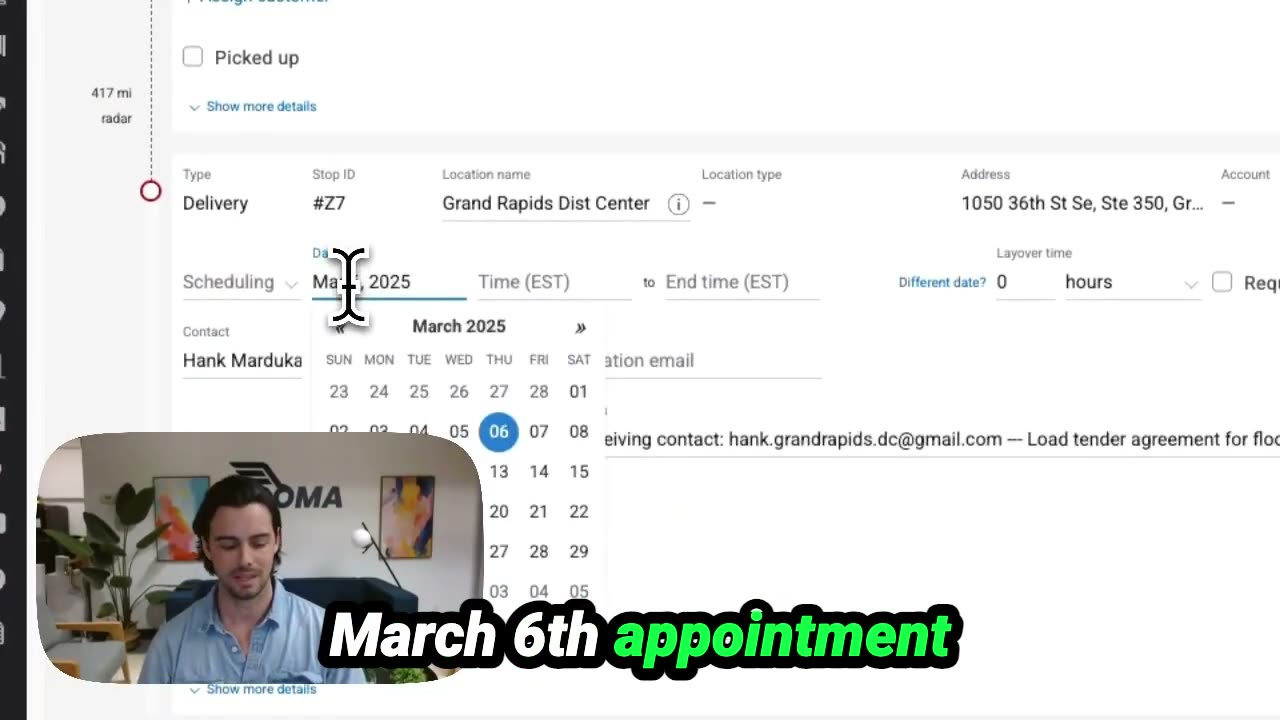 Picked up
417 mi
radar
Show more details
Type
Stop ID
Location name
Location type
Address
Account
Delivery
#Z7
Grand Rapids Dist Center
—
1050 36th St Se, Ste 350, Gr...
—
Layover time
Scheduling
, 2025
Time (EST)
to
End time (EST)
Different date?
0
hours
Contact
« March 2025 »
SUN MON TUE WED THU FRI SAT
Hank Marduka
email
23 24 25 26 27 28 01
05 06 07 08
contact: hank.grandrapids.dc@gmail.com –– Load tender agreement for
13 14 15
20 21 22
27 28 29
03 04 05
March 6th appointment
Show more details